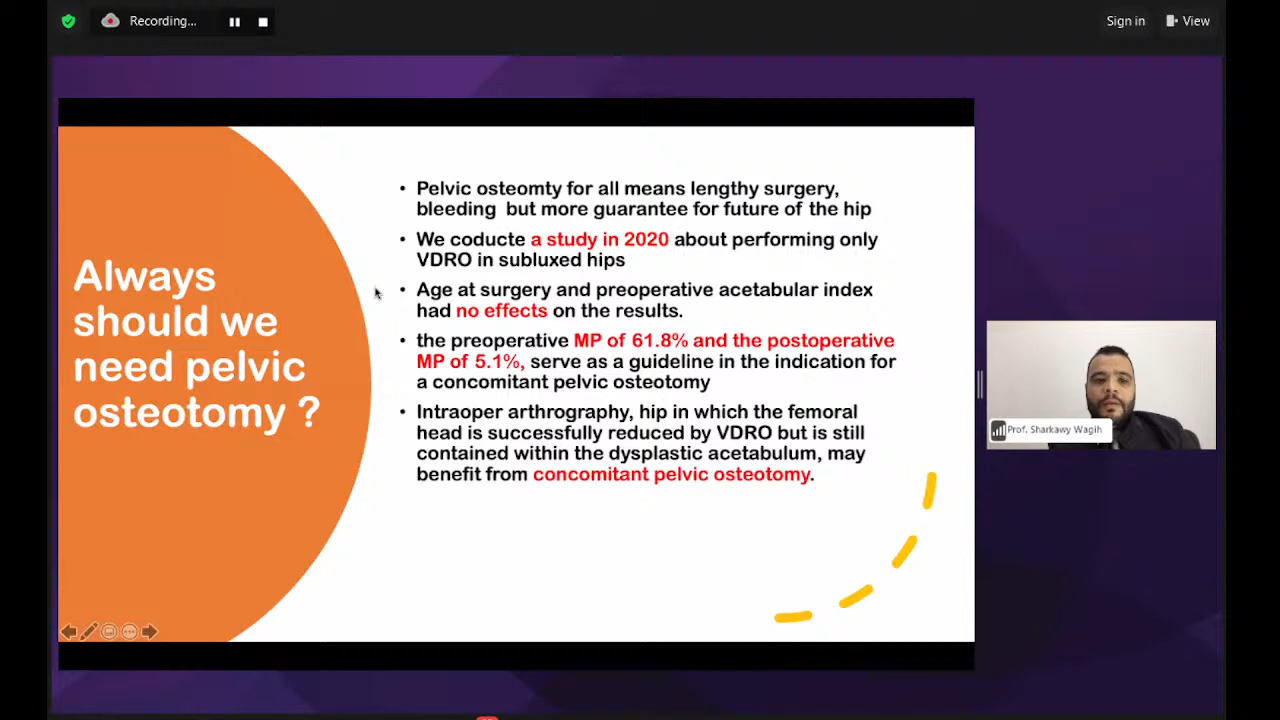 Recording...
Sign in
View
Always
should we
need pelvic
osteotomy ?
• Pelvic osteomty for all means lengthy surgery,
bleeding but more guarantee for future of the hip
• We coducte a study in 2020 about performing only
VDRO in subluxed hips
• Age at surgery and preoperative acetabular index
had no effects on the results.
• the preoperative MP of 61.8% and the postoperative
MP of 5.1%, serve as a guideline in the indication for
a concomitant pelvic osteotomy
• Intraoper arthrography, hip in which the femoral
head is successfully reduced by VDRO but is still
contained within the dysplastic acetabulum, may
benefit from concomitant pelvic osteotomy.
Prof. Sharkawy Wagih